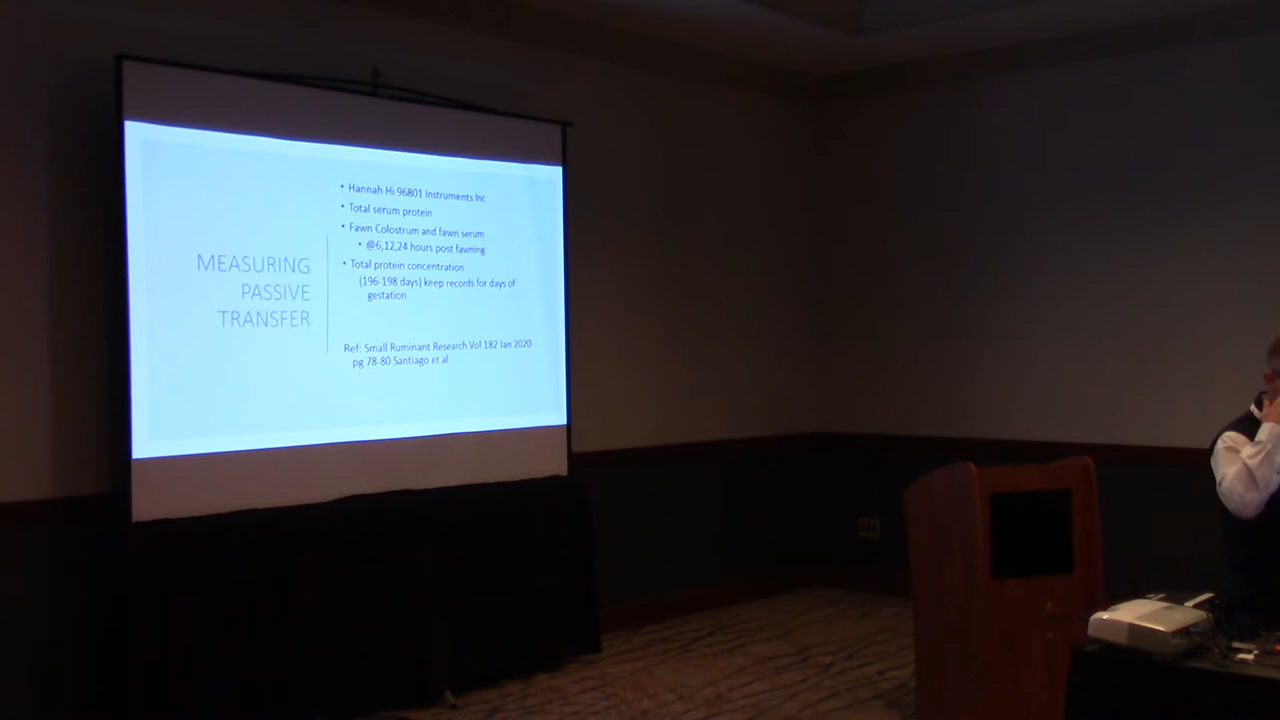 MEASURING
PASSIVE
TRANSFER
• Hannah Hi 96801 Instruments Inc
• Total serum protein
• Fawn Colostrum and fawn serum
• @6,12,24 hours post fawning
• Total protein concentration
(196-198 days) keep records for days of
gestation
Ref: Small Ruminant Research Vol 182 Jan 2020
pg 78-80 Santiago et al